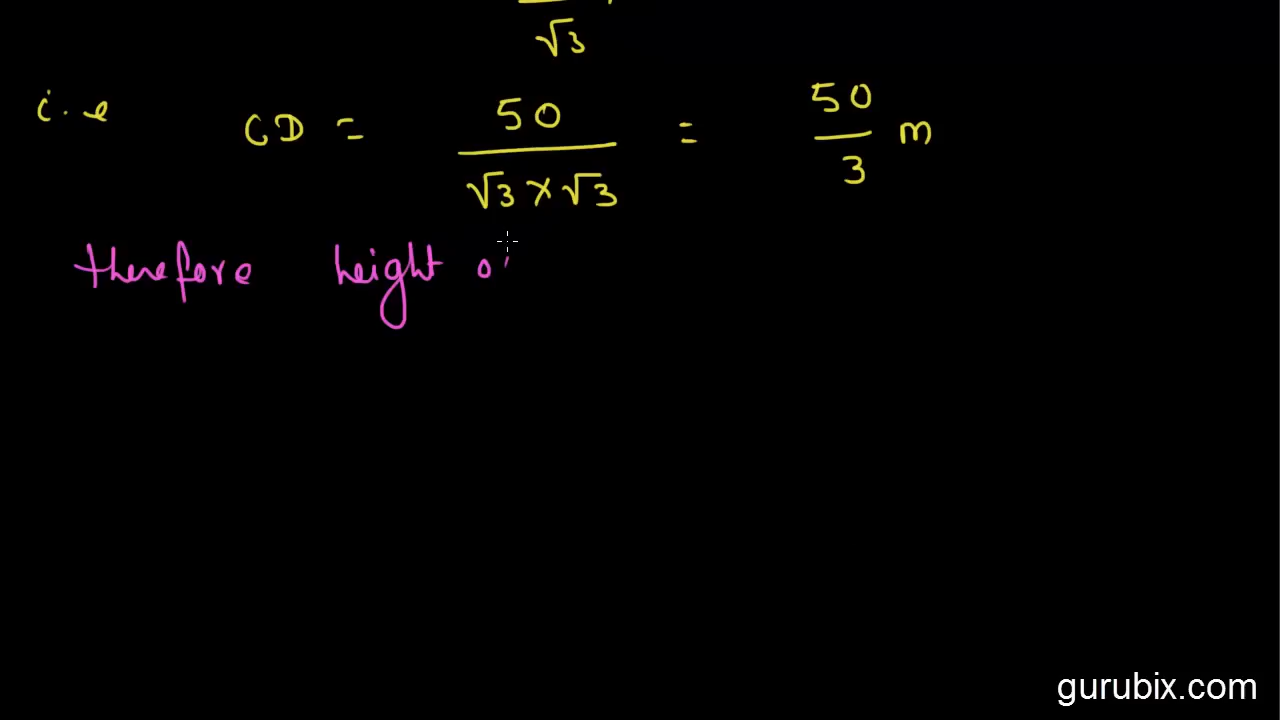 √3
i.e CD = 50 / √3 × √3 = 50 / 3 m
therefore height o
gurubix.com